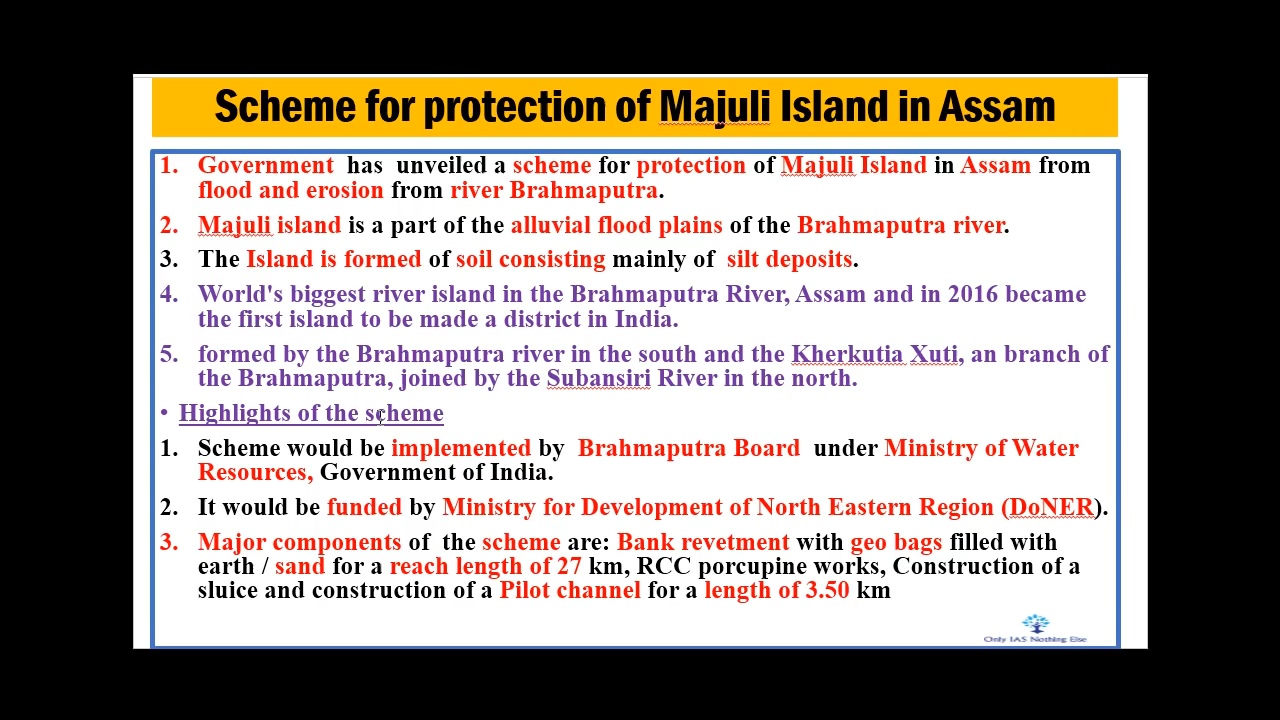 Scheme for protection of Majuli Island in Assam
1. Government has unveiled a scheme for protection of Majuli Island in Assam from
flood and erosion from river Brahmaputra.
2. Majuli island is a part of the alluvial flood plains of the Brahmaputra river.
3. The Island is formed of soil consisting mainly of silt deposits.
4. World's biggest river island in the Brahmaputra River, Assam and in 2016 became
the first island to be made a district in India.
5. formed by the Brahmaputra river in the south and the Kherkutia Xuti, an branch of
the Brahmaputra, joined by the Subansiri River in the north.
• Highlights of the scheme
1. Scheme would be implemented by Brahmaputra Board under Ministry of Water
Resources, Government of India.
2. It would be funded by Ministry for Development of North Eastern Region (DoNER).
3. Major components of the scheme are: Bank revetment with geo bags filled with
earth / sand for a reach length of 27 km, RCC porcupine works, Construction of a
sluice and construction of a Pilot channel for a length of 3.50 km
Only IAS Nothing Else